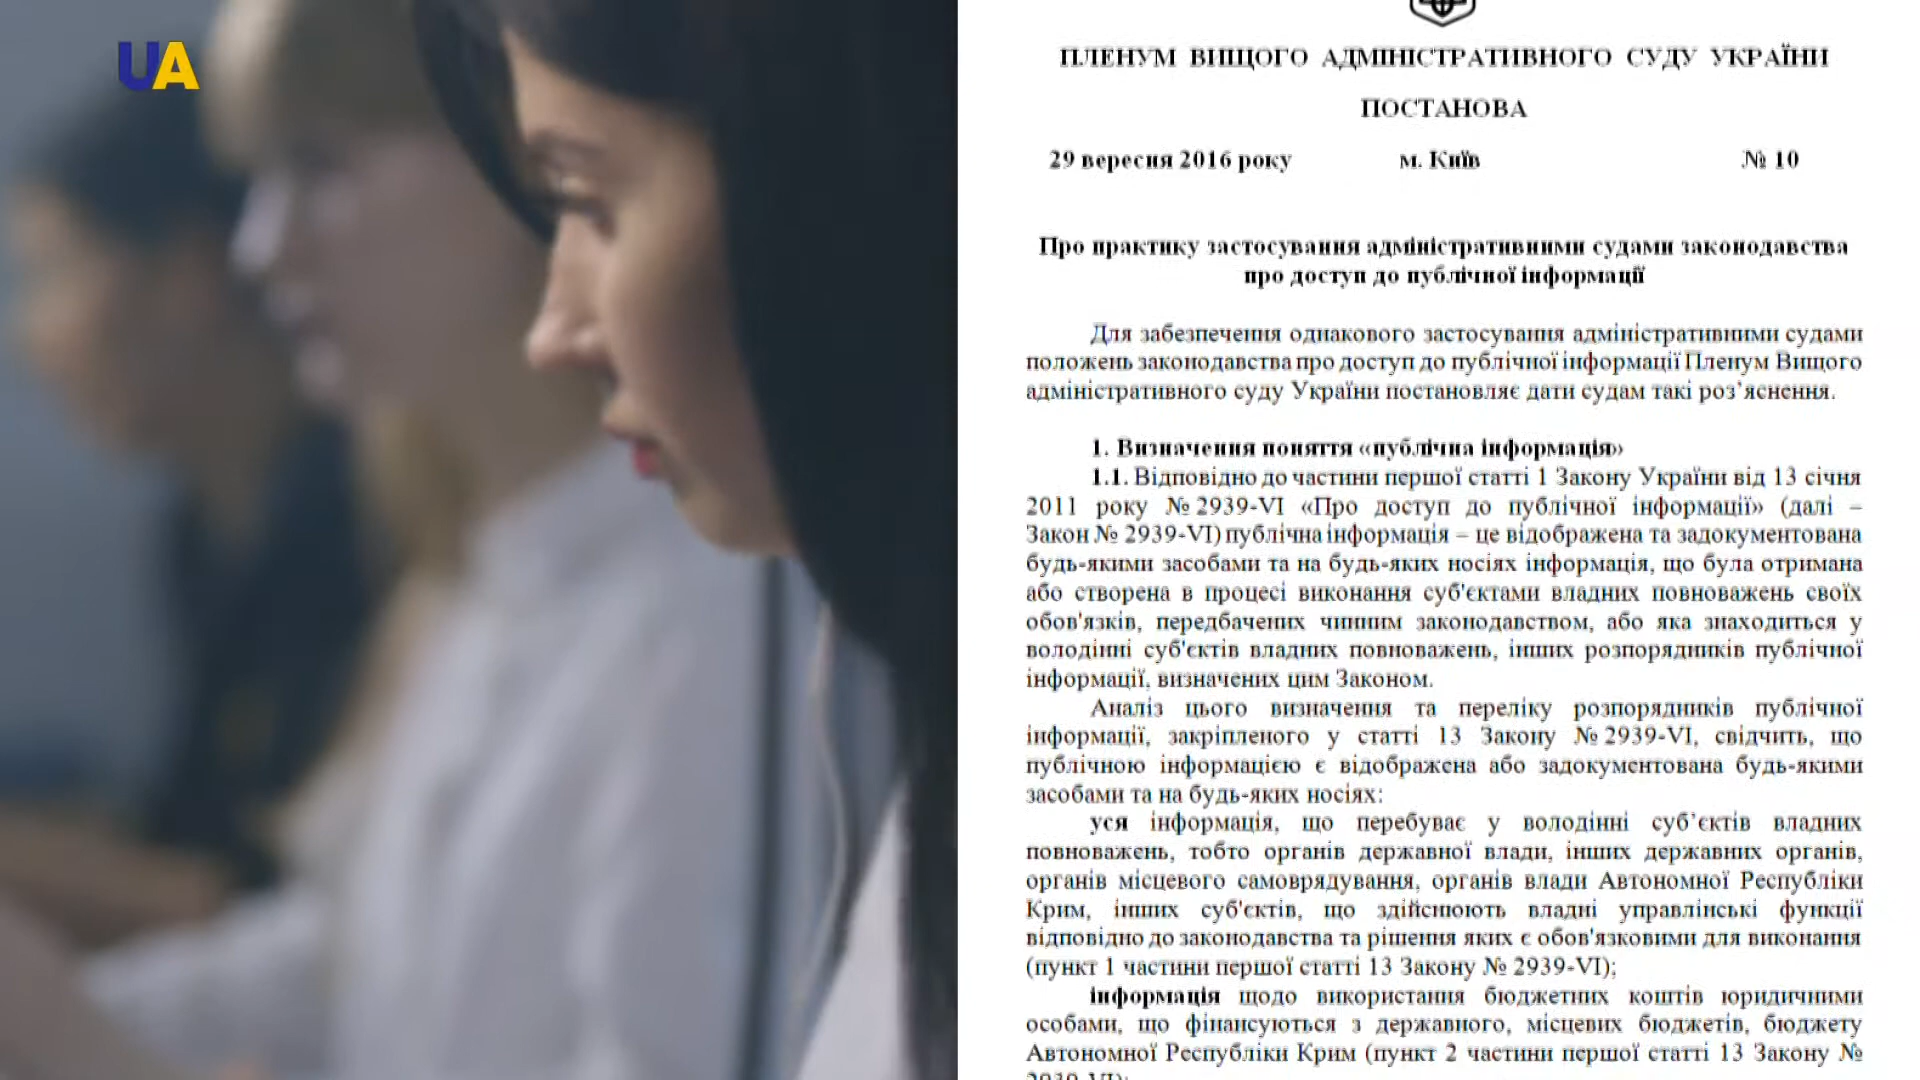 UA
ПЛЕНУМ ВИЩОГО АДМІНІСТРАТИВНОГО СУДУ УКРАЇНИ
ПОСТАНОВА
29 вересня 2016 року м. Київ № 10
Про практику застосування адміністративними судами законодавства
про доступ до публічної інформації
Для забезпечення однакового застосування адміністративними судами
положень законодавства про доступ до публічної інформації Пленум Вищого
адміністративного суду України постановляє дати судам такі роз’яснення.
1. Визначення поняття «публічна інформація»
1.1. Відповідно до частини першої статті 1 Закону України від 13 січня
2011 року № 2939-VI «Про доступ до публічної інформації» (далі –
Закон № 2939-VI) публічна інформація – це відображена та задокументована
будь-якими засобами та на будь-яких носіях інформація, що була отримана
або створена в процесі виконання суб'єктами владних повноважень своїх
обов'язків, передбачених чинним законодавством, або яка знаходиться у
володінні суб'єктів владних повноважень, інших розпорядників публічної
інформації, визначених цим Законом.
Аналіз цього визначення та переліку розпорядників публічної
інформації, закріпленого у статті 13 Закону № 2939-VI, свідчить, що
публічною інформацією є відображена або задокументована будь-якими
засобами та на будь-яких носіях:
уся інформація, що перебуває у володінні суб’єктів владних
повноважень, тобто органів державної влади, інших державних органів,
органів місцевого самоврядування, органів влади Автономної Республіки
Крим, інших суб'єктів, що здійснюють владні управлінські функції
відповідно до законодавства та рішення яких є обов'язковими для виконання
(пункт 1 частини першої статті 13 Закону № 2939-VI);
інформація щодо використання бюджетних коштів юридичними
особами, що фінансуються з державного, місцевих бюджетів, бюджету
Автономної Республіки Крим (пункт 2 частини першої статті 13 Закону №
2939-VI);